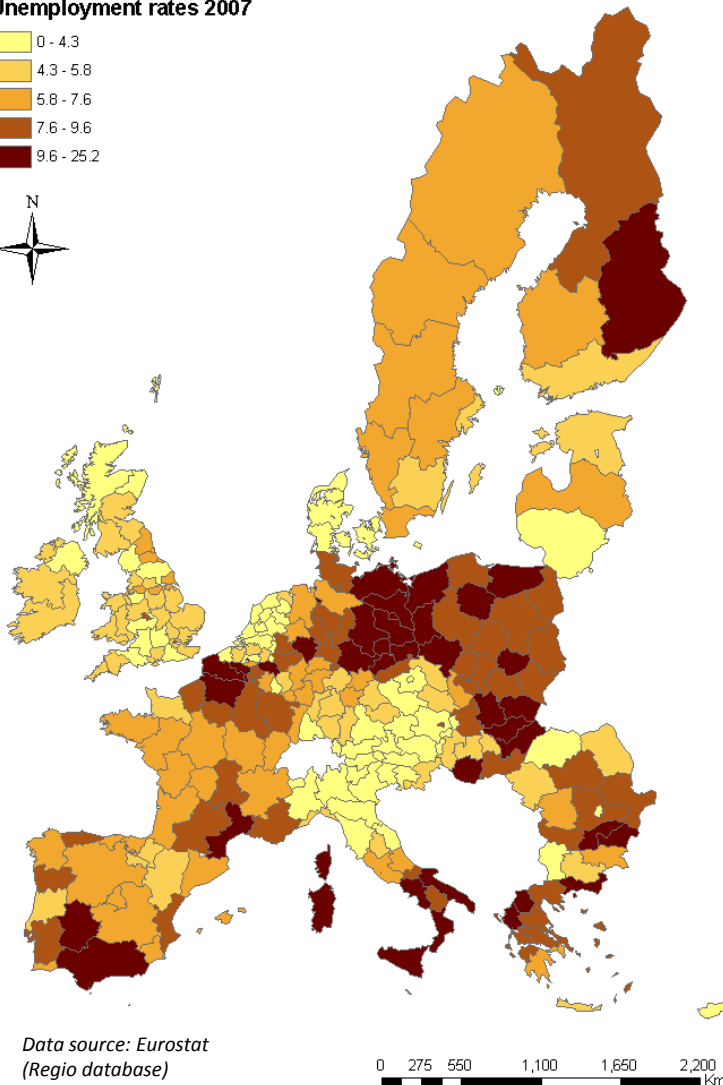 Unemployment rates 2007
0 - 4.3
4.3 - 5.8
5.8 - 7.6
7.6 - 9.6
9.6 - 25.2
N
Data source: Eurostat
(Regio database)
0 275 550 1,100 1,650 2,200
Km